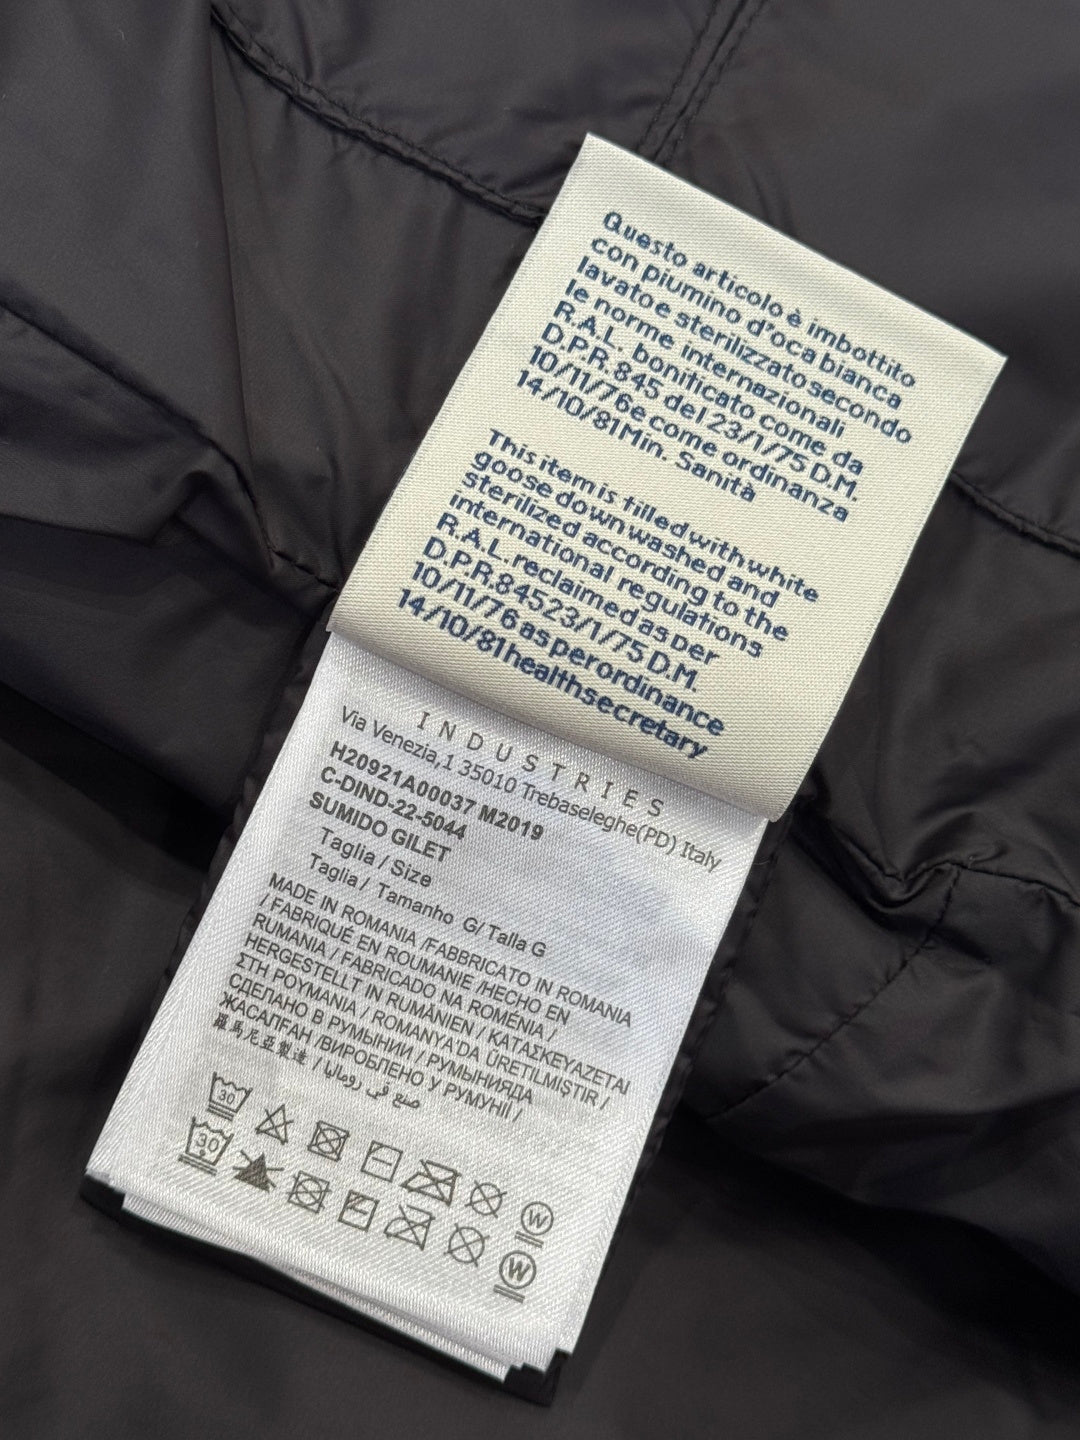 Questo articolo è imbottito
con piumino d'oca bianca
lavato e sterilizzato secondo
le norme internazionali
R.A.L. bonificato come da
D.P.R. 845 del 23/1/75 D.M.
10/11/76 e come ordinanza
14/10/81 Min. Sanità
This item is filled with white
goose down washed and
sterilized according to the
international regulations
R.A.L. reclaimed as per
D.P.R. 84523/1/75 D.M.
10/11/76 as per ordinance
14/10/81 health secretary
INDUSTRIES
Via Venezia,1 35010 Trebaseleghe(PD) Italy
H20921A00037 M2019
C-DIND-22-5044
SUMIDO GILET
Taglia / Size
Taglia / Tamanho G/ Talla G
MADE IN ROMANIA /FABBRICATO IN ROMANIA
/ FABRIQUÉ EN ROUMANIE /HECHO EN
RUMANIA / FABRICADO NA ROMÉNIA /
HERGESTELLT IN RUMÄNIEN / ΚΑΤΑΣΚΕΥΑΖΕΤΑΙ
ΣΤΗ ΡΟΥΜΑΝΙΑ / ROMANYA'DA ÜRETILMIŞTIR /
СДЕЛАНО В РУМЫНИИ / РУМЫНИЯДА
ЖАСАЛҒАН /ВИРОБЛЕНО У РУМУНІЇ /
羅馬尼亞製造 / صنع في رومانيا
30
W
30
W